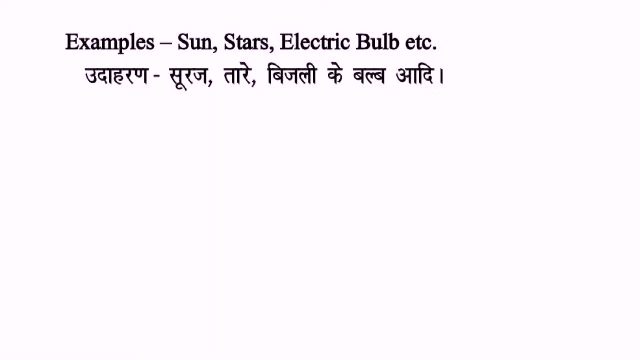 Examples – Sun, Stars, Electric Bulb etc.
उदाहरण - सूरज, तारे, बिजली के बल्ब आदि।